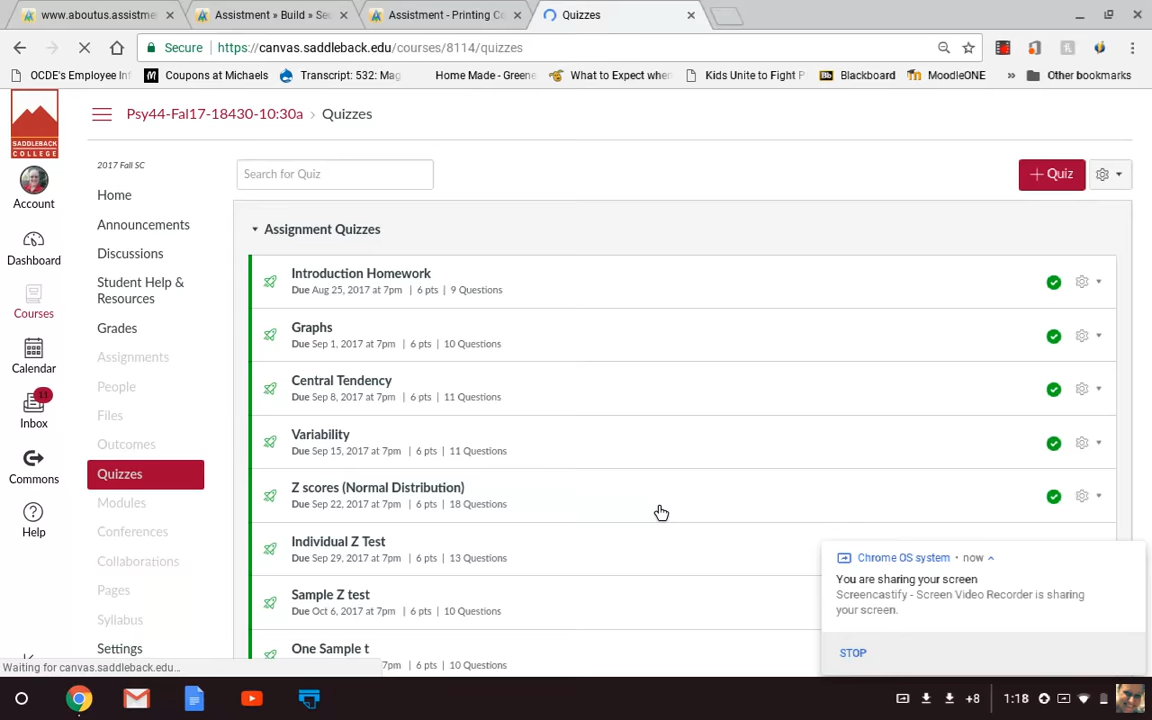 www.aboutus.assistme
Assistment » Build » Sec
Assistment - Printing Co
Quizzes
Secure
https://canvas.saddleback.edu/courses/8114/quizzes
OCDE's Employee Inf
Coupons at Michaels
Transcript: 532: Mag
Home Made - Greene
What to Expect when
Kids Unite to Fight P
Blackboard
MoodleONE
»
Other bookmarks
SADDLEBACK
COLLEGE
Psy44-Fal17-18430-10:30a › Quizzes
2017 Fall SC
Search for Quiz
+ Quiz
Account
Dashboard
Courses
Calendar
13
Inbox
Commons
Help
Home
Announcements
Discussions
Student Help &
Resources
Grades
Assignments
People
Files
Outcomes
Quizzes
Modules
Conferences
Collaborations
Pages
Syllabus
Settings
Assignment Quizzes
Introduction Homework
Due Aug 25, 2017 at 7pm | 6 pts | 9 Questions
Graphs
Due Sep 1, 2017 at 7pm | 6 pts | 10 Questions
Central Tendency
Due Sep 8, 2017 at 7pm | 6 pts | 11 Questions
Variability
Due Sep 15, 2017 at 7pm | 6 pts | 11 Questions
Z scores (Normal Distribution)
Due Sep 22, 2017 at 7pm | 6 pts | 18 Questions
Individual Z Test
Due Sep 29, 2017 at 7pm | 6 pts | 13 Questions
Sample Z test
Due Oct 6, 2017 at 7pm | 6 pts | 10 Questions
One Sample t
7pm | 6 pts | 10 Questions
Chrome OS system • now
You are sharing your screen
Screencastify - Screen Video Recorder is sharing
your screen.
STOP
Waiting for canvas.saddleback.edu...
+8
1:18